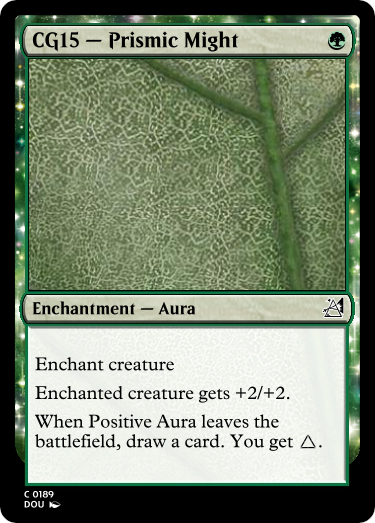 CG15 — Prismic Might
Enchantment — Aura
Enchant creature
Enchanted creature gets +2/+2.
When Positive Aura leaves the
battlefield, draw a card. You get △.
C 0189
DOU